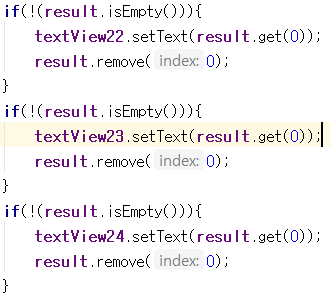 if(!(result.isEmpty())){
textView22.setText(result.get(0));
result.remove( index: 0);
}
if(!(result.isEmpty())){
textView23.setText(result.get(0));
result.remove( index: 0);
}
if(!(result.isEmpty())){
textView24.setText(result.get(0));
result.remove( index: 0);
}